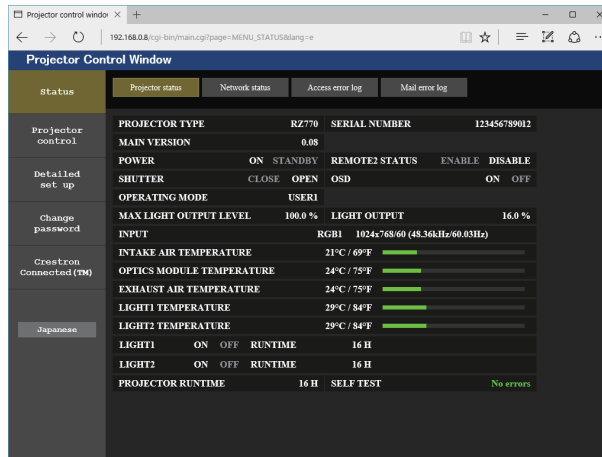 Projector control windo
192.168.0.8/cgi-bin/main.cgi?page=MENU_STATUS&lang=e
Projector Control Window
Status
Projector status
Network status
Access error log
Mail error log
Projector control
Detailed set up
Change password
Crestron Connected(TM)
Japanese
PROJECTOR TYPE RZ770 SERIAL NUMBER 123456789012
MAIN VERSION 0.08
POWER ON STANDBY REMOTE2 STATUS ENABLE DISABLE
SHUTTER CLOSE OPEN OSD ON OFF
OPERATING MODE USER1
MAX LIGHT OUTPUT LEVEL 100.0 % LIGHT OUTPUT 16.0 %
INPUT RGB1 1024x768/60 (48.36kHz/60.03Hz)
INTAKE AIR TEMPERATURE 21°C / 69°F
OPTICS MODULE TEMPERATURE 24°C / 75°F
EXHAUST AIR TEMPERATURE 24°C / 75°F
LIGHT1 TEMPERATURE 29°C / 84°F
LIGHT2 TEMPERATURE 29°C / 84°F
LIGHT1 ON OFF RUNTIME 16 H
LIGHT2 ON OFF RUNTIME 16 H
PROJECTOR RUNTIME 16 H SELF TEST No errors